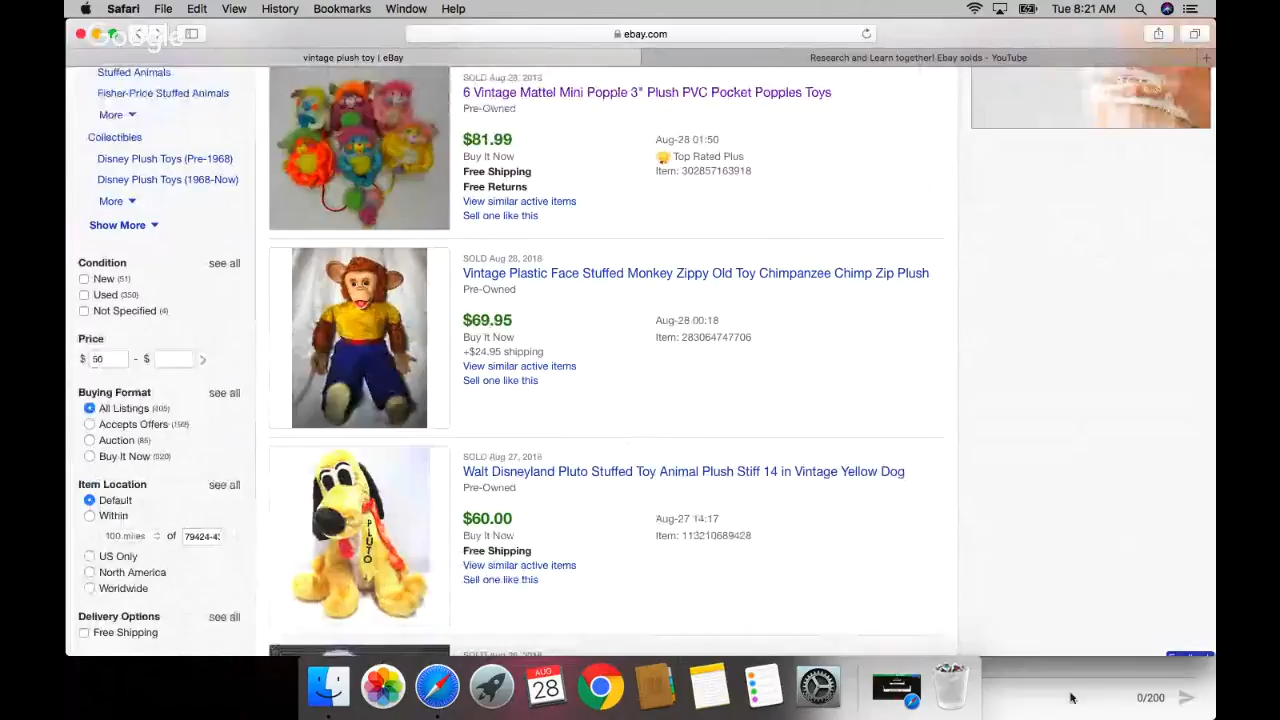 Safari File Edit View History Bookmarks Window Help Tue 8:21 AM
Google
ebay.com
vintage plush toy | eBay
Research and Learn together! Ebay solds - YouTube
Stuffed Animals
Fisher-Price Stuffed Animals
More
Collectibles
Disney Plush Toys (Pre-1968)
Disney Plush Toys (1968-Now)
More
Show More
Condition see all
New (51)
Used (350)
Not Specified (4)
Price
$ 50 - $
Buying Format see all
All Listings (405)
Accepts Offers (159)
Auction (85)
Buy It Now (320)
Item Location see all
Default
Within
100 miles of 79424-43
US Only
North America
Worldwide
Delivery Options see all
Free Shipping
SOLD Aug 28, 2018
6 Vintage Mattel Mini Popple 3" Plush PVC Pocket Popples Toys
Pre-Owned
$81.99
Buy It Now
Free Shipping
Free Returns
View similar active items
Sell one like this
Aug-28 01:50
Top Rated Plus
Item: 302857163918
SOLD Aug 28, 2018
Vintage Plastic Face Stuffed Monkey Zippy Old Toy Chimpanzee Chimp Zip Plush
Pre-Owned
$69.95
Buy It Now
+$24.95 shipping
View similar active items
Sell one like this
Aug-28 00:18
Item: 283064747706
SOLD Aug 27, 2018
Walt Disneyland Pluto Stuffed Toy Animal Plush Stiff 14 in Vintage Yellow Dog
Pre-Owned
$60.00
Buy It Now
Free Shipping
View similar active items
Sell one like this
Aug-27 14:17
Item: 113210689428
PLUTO
AUG
28
0/200